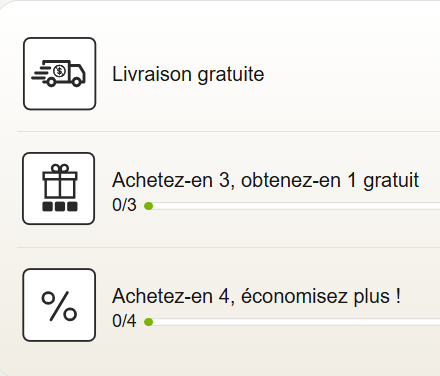 Livraison gratuite
Achetez-en 3, obtenez-en 1 gratuit
0/3
Achetez-en 4, économisez plus !
0/4